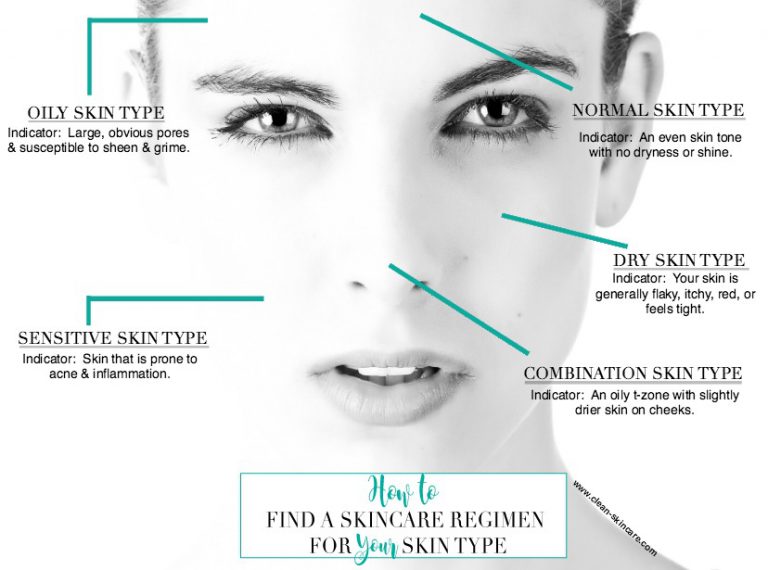 OILY SKIN TYPE
Indicator: Large, obvious pores
& susceptible to sheen & grime.
NORMAL SKIN TYPE
Indicator: An even skin tone
with no dryness or shine.
DRY SKIN TYPE
Indicator: Your skin is
generally flaky, itchy, red, or
feels tight.
SENSITIVE SKIN TYPE
Indicator: Skin that is prone to
acne & inflammation.
COMBINATION SKIN TYPE
Indicator: An oily t-zone with slightly
drier skin on cheeks.
How to
FIND A SKINCARE REGIMEN
FOR Your SKIN TYPE
www.clean-skincare.com